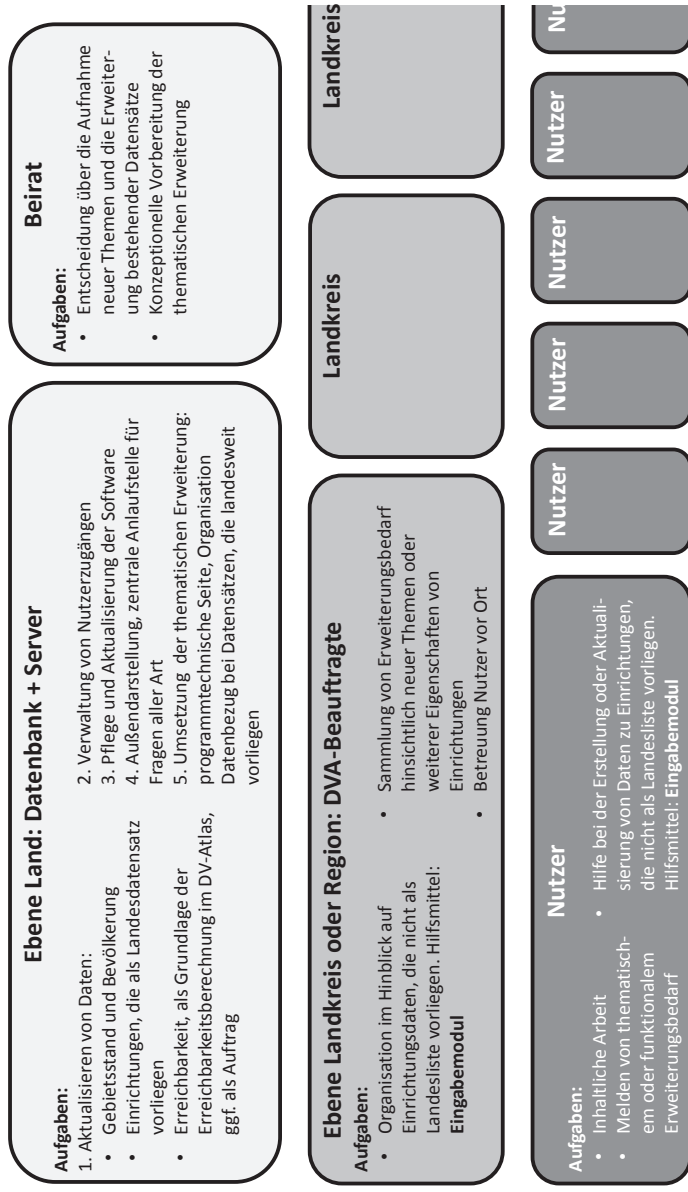 Ebene Land: Datenbank + Server
Aufgaben:
1. Aktualisieren von Daten:
• Gebietsstand und Bevölkerung
• Einrichtungen, die als Landesdatensatz
vorliegen
• Erreichbarkeit, als Grundlage der
Erreichbarkeitsberechnung im DV-Atlas,
ggf. als Auftrag
2. Verwaltung von Nutzerzugängen
3. Pflege und Aktualisierung der Software
4. Außendarstellung, zentrale Anlaufstelle für
Fragen aller Art
5. Umsetzung der thematischen Erweiterung:
programmtechnische Seite, Organisation
Datenbezug bei Datensätzen, die landesweit
vorliegen
Beirat
Aufgaben:
• Entscheidung über die Aufnahme
neuer Themen und die Erweiter-
ung bestehender Datensätze
• Konzeptionelle Vorbereitung der
thematischen Erweiterung
Ebene Landkreis oder Region: DVA-Beauftragte
Aufgaben:
• Organisation im Hinblick auf
Einrichtungsdaten, die nicht als
Landesliste vorliegen. Hilfsmittel:
Eingabemodul
• Sammlung von Erweiterungsbedarf
hinsichtlich neuer Themen oder
weiterer Eigenschaften von
Einrichtungen
• Betreuung Nutzer vor Ort
Landkreis
Landkreis
Nutzer
Aufgaben:
• Inhaltliche Arbeit
• Melden von thematisch-
em oder funktionalem
Erweiterungsbedarf
• Hilfe bei der Erstellung oder Aktuali-
sierung von Daten zu Einrichtungen,
die nicht als Landesliste vorliegen.
Hilfsmittel: Eingabemodul
Nutzer
Nutzer
Nutzer
Nutzer
Nu